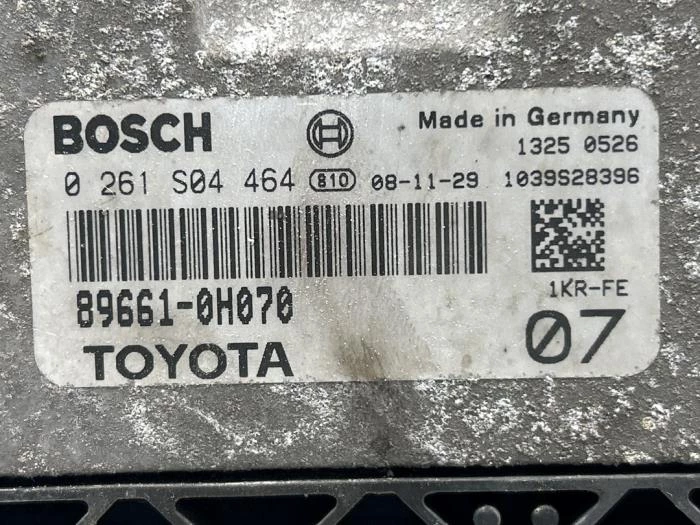 BOSCH Made in Germany
1325 0526
0 261 S04 464 810 08-11-29 1039S28396
89661-0H070 1KR-FE
TOYOTA 07